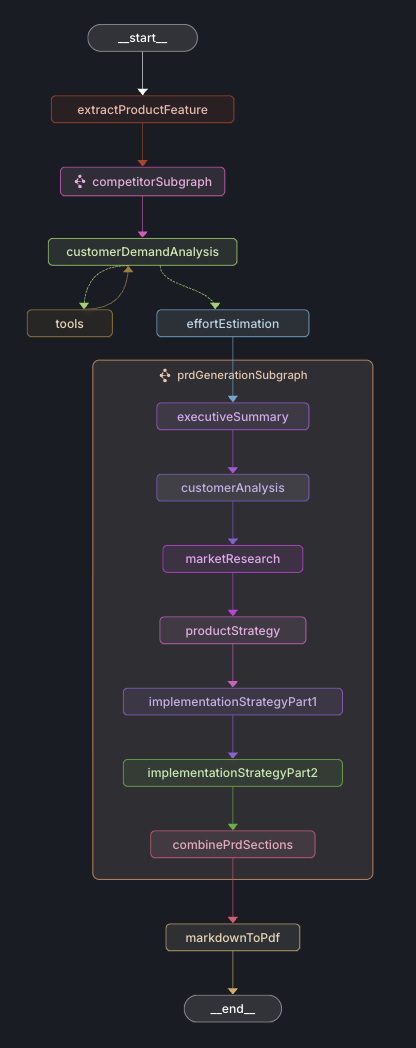 __start__
extractProductFeature
competitorSubgraph
customerDemandAnalysis
tools
effortEstimation
prdGenerationSubgraph
executiveSummary
customerAnalysis
marketResearch
productStrategy
implementationStrategyPart1
implementationStrategyPart2
combinePrdSections
markdownToPdf
__end__